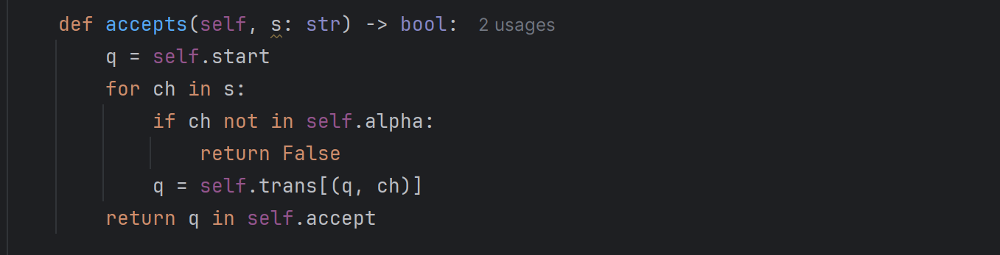 def accepts(self, s: str) -> bool: 2 usages
    q = self.start
    for ch in s:
        if ch not in self.alpha:
            return False
        q = self.trans[(q, ch)]
    return q in self.accept